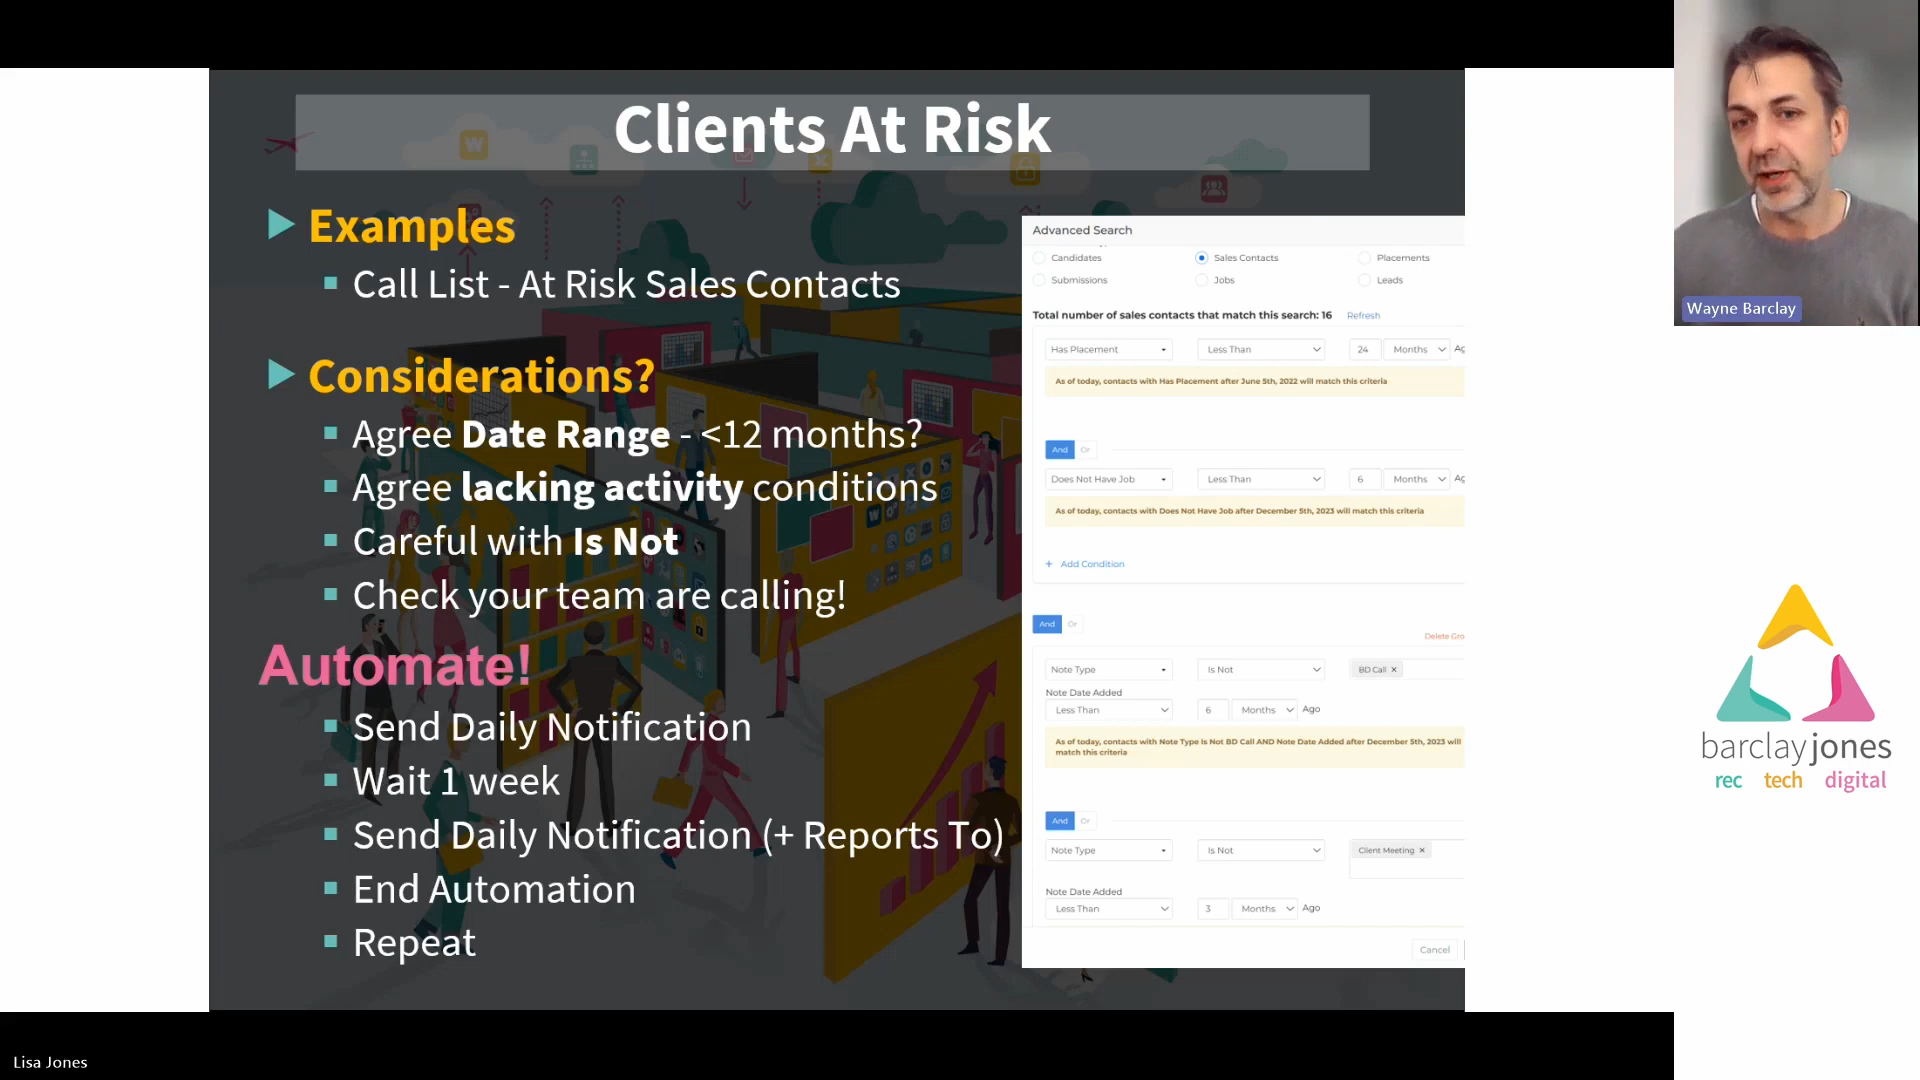 Clients At Risk
Examples
Call List - At Risk Sales Contacts
Considerations?
Agree Date Range - <12 months?
Agree lacking activity conditions
Careful with Is Not
Check your team are calling!
Automate!
Send Daily Notification
Wait 1 week
Send Daily Notification (+ Reports To)
End Automation
Repeat
Advanced Search
Candidates Sales Contacts Placements
Submissions Jobs Leads
Total number of sales contacts that match this search: 16 Refresh
Has Placement Less Than 24 Months Ag
As of today, contacts with Has Placement after June 5th, 2022 will match this criteria
And Or
Does Not Have Job Less Than 6 Months Ag
As of today, contacts with Does Not Have Job after December 5th, 2023 will match this criteria
+ Add Condition
And Or
Delete Gro
Note Type Is Not BD Call ×
Note Date Added
Less Than 6 Months Ago
As of today, contacts with Note Type Is Not BD Call AND Note Date Added after December 5th, 2023 will
match this criteria
And Or
Note Type Is Not Client Meeting ×
Note Date Added
Less Than 3 Months Ago
Cancel
Wayne Barclay
barclayjones
rec tech digital
Lisa Jones